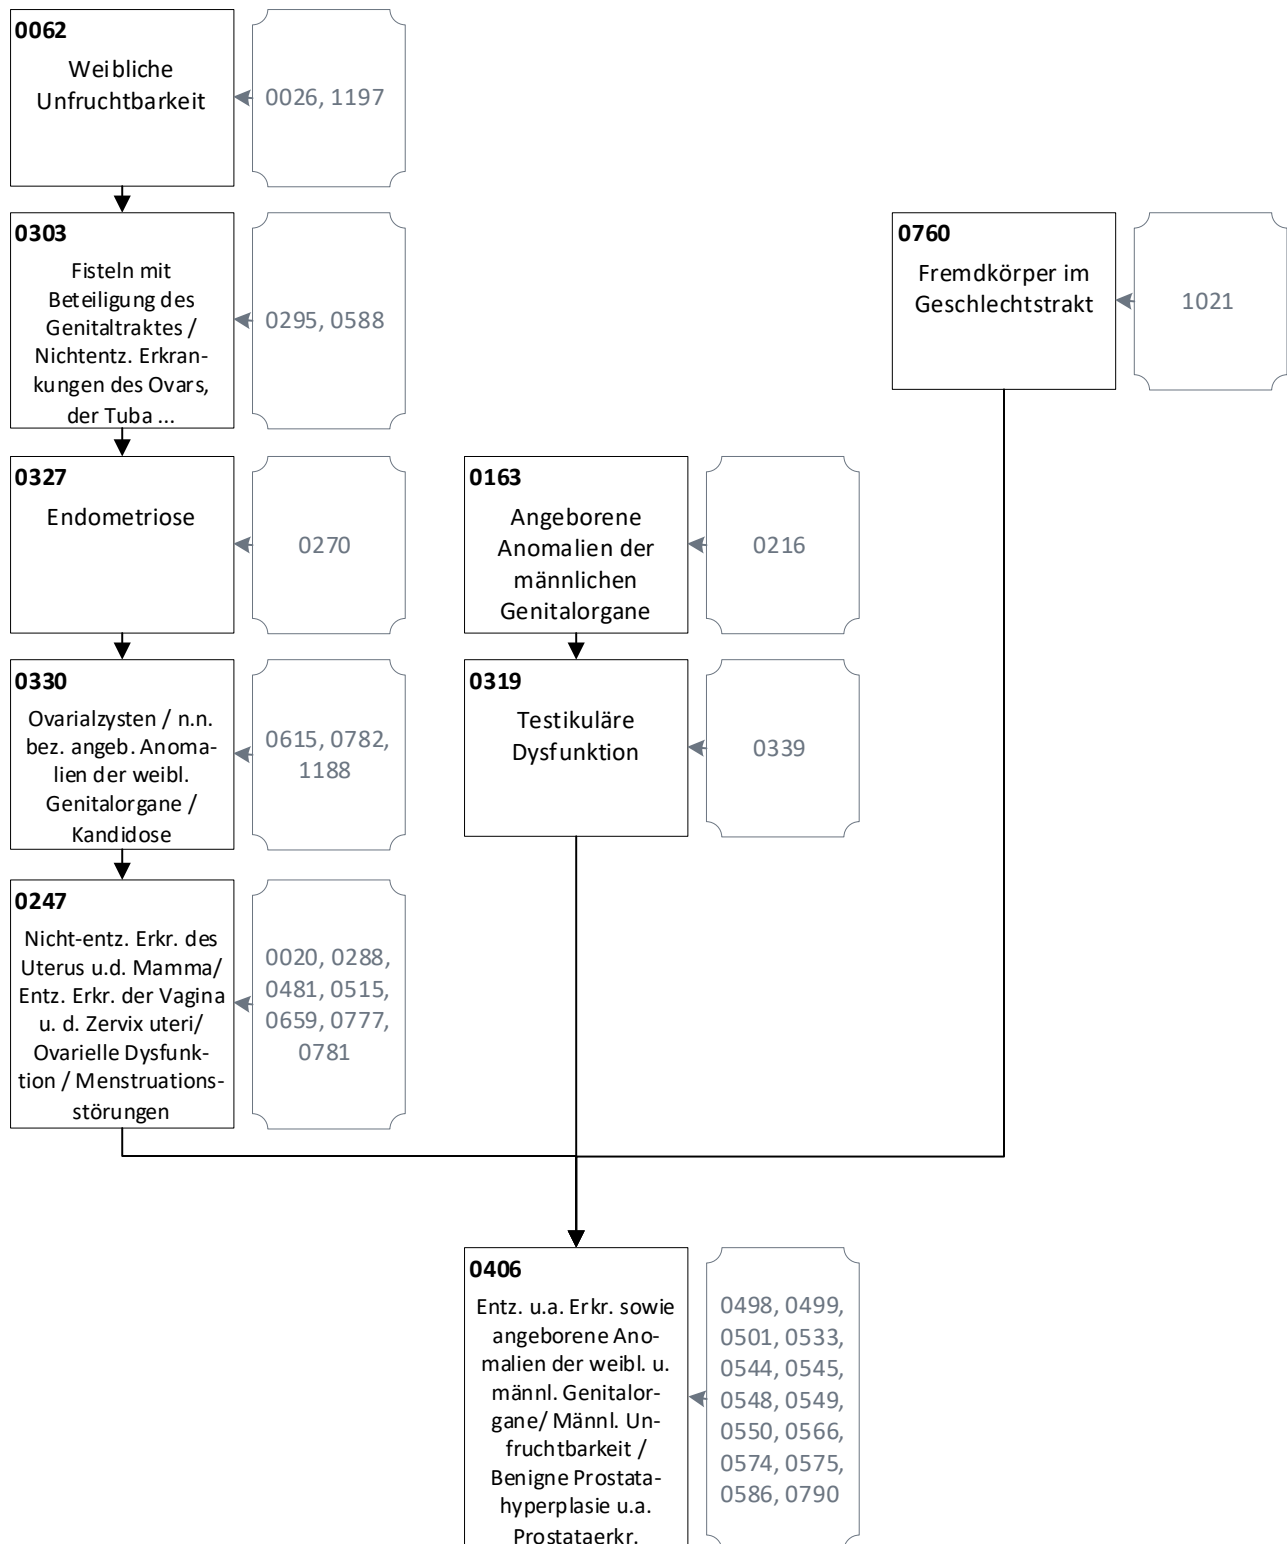 0062
Weibliche
Unfruchtbarkeit
0026, 1197
0303
Fisteln mit
Beteiligung des
Genitaltraktes /
Nichtentz. Erkran-
kungen des Ovars,
der Tuba ...
0295, 0588
0760
Fremdkörper im
Geschlechtstrakt
1021
0327
Endometriose
0270
0163
Angeborene
Anomalien der
männlichen
Genitalorgane
0216
0330
Ovarialzysten / n.n.
bez. angeb. Anoma-
lien der weibl.
Genitalorgane /
Kandidose
0615, 0782,
1188
0319
Testikuläre
Dysfunktion
0339
0247
Nicht-entz. Erkr. des
Uterus u.d. Mamma/
Entz. Erkr. der Vagina
u. d. Zervix uteri/
Ovarielle Dysfunk-
tion / Menstruations-
störungen
0020, 0288,
0481, 0515,
0659, 0777,
0781
0406
Entz. u.a. Erkr. sowie
angeborene Ano-
malien der weibl. u.
männl. Genitalor-
gane/ Männl. Un-
fruchtbarkeit /
Benigne Prostata-
hyperplasie u.a.
Prostataerkr.
0498, 0499,
0501, 0533,
0544, 0545,
0548, 0549,
0550, 0566,
0574, 0575,
0586, 0790